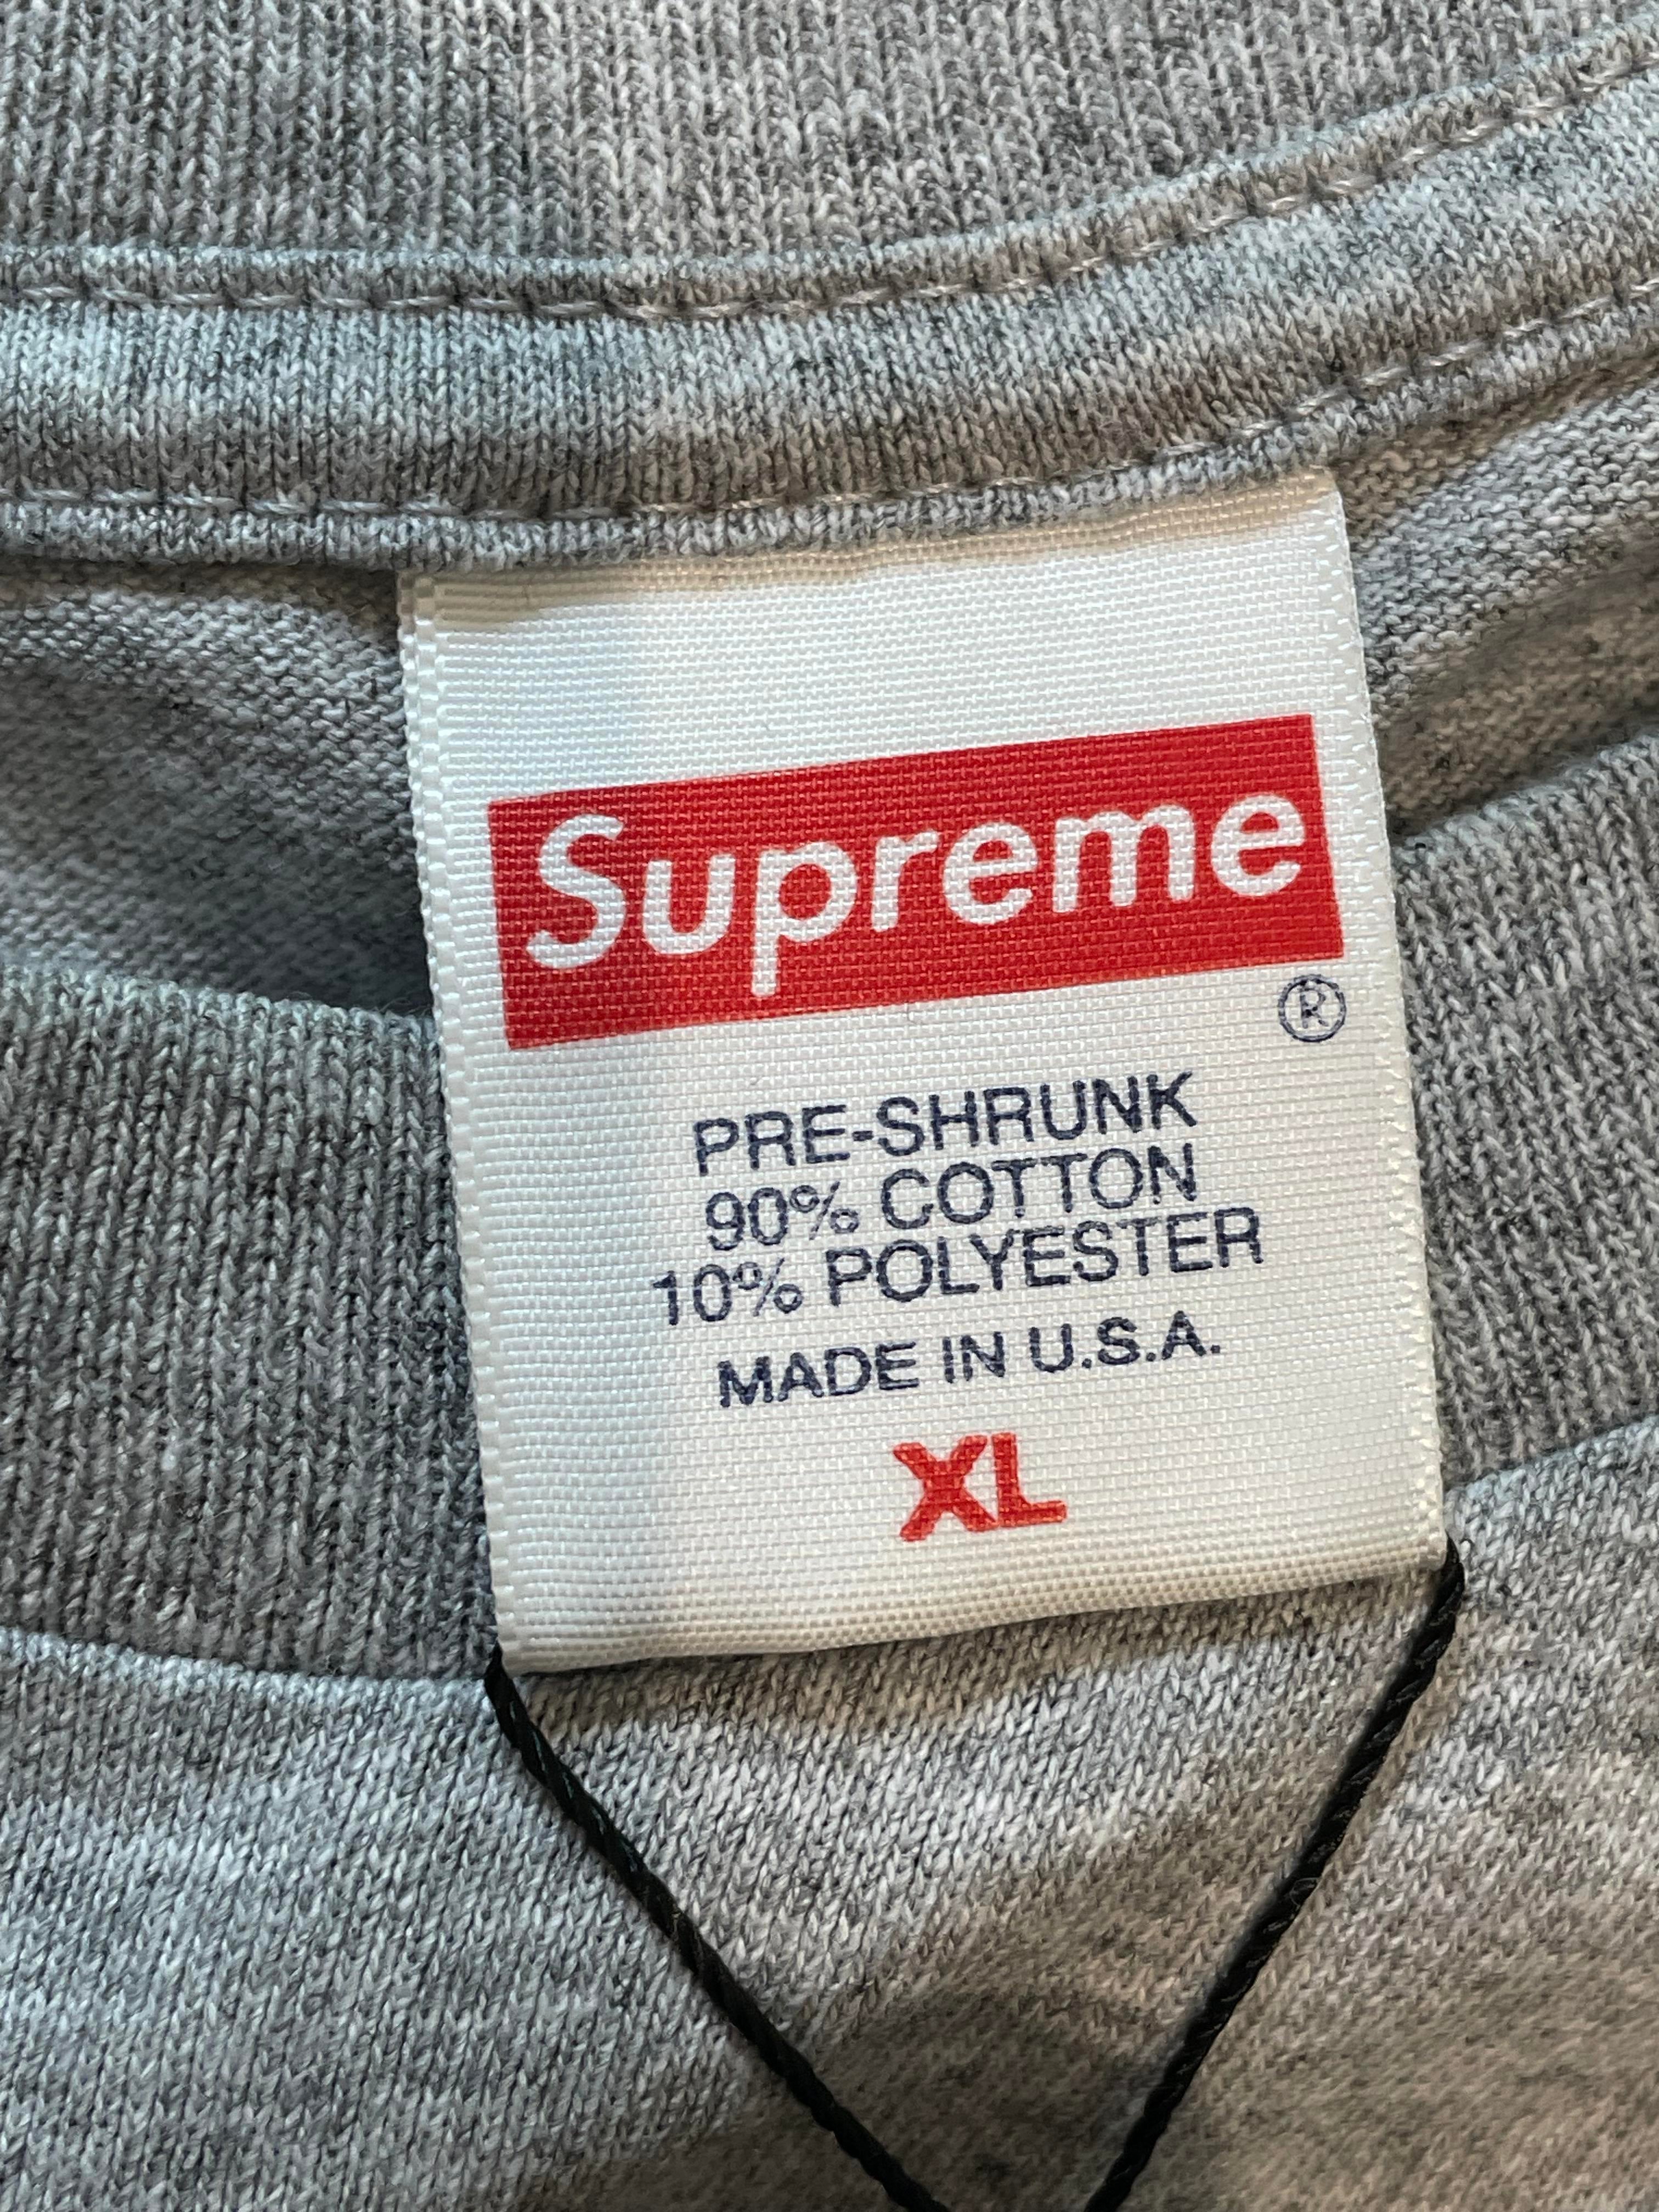 Supreme
®
PRE-SHRUNK
90% COTTON
10% POLYESTER
MADE IN U.S.A.
XL